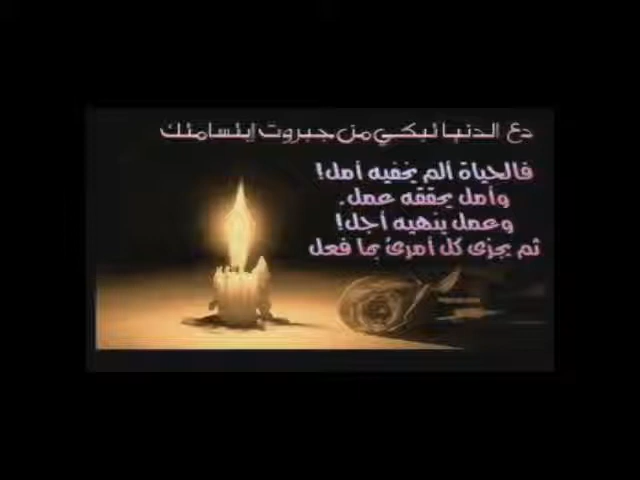 دع الدنيا تبكي من جبروت إبتسامتك
فالحياة ألم يخفيه أمل!
وأمل يحققه عمل.
وعمل ينهيه أجل!
ثم يجزى كل أمرئ بما فعل